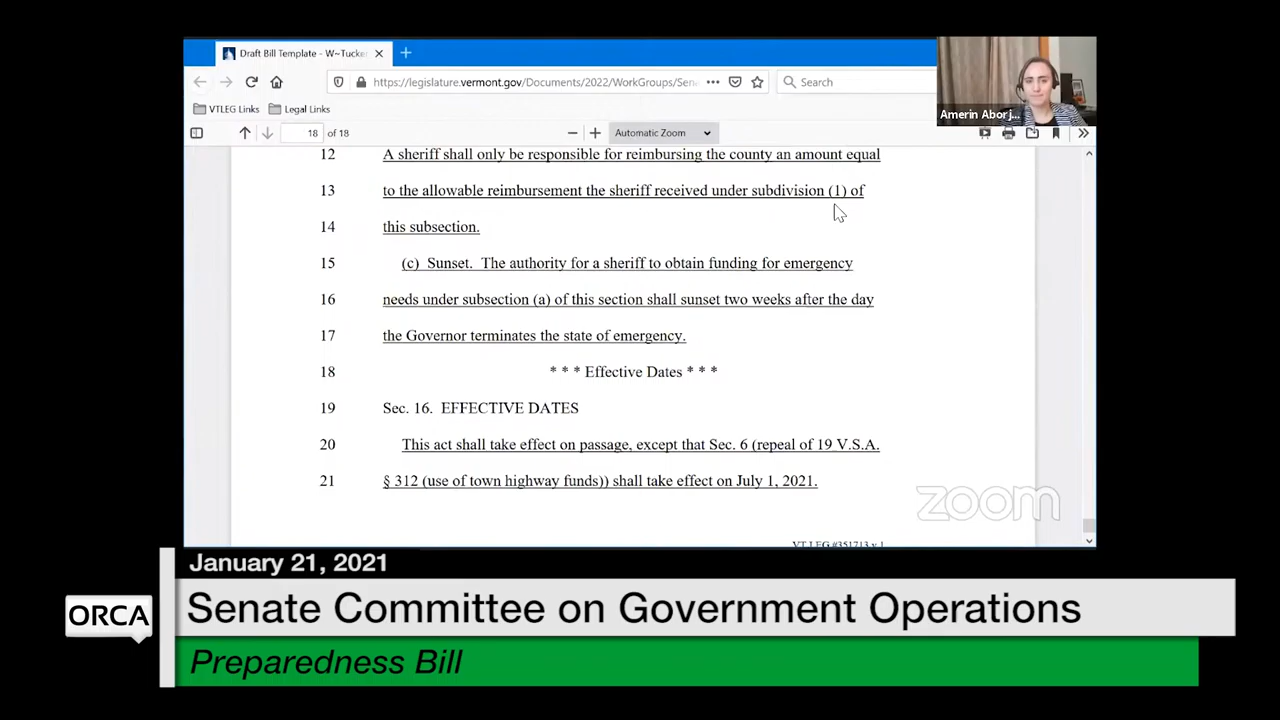 Draft Bill Template - W~Tucke
https://legislature.vermont.gov/Documents/2022/WorkGroups/Sen
Search
VTLEG Links Legal Links
Amerin Aborj...
18 of 18
Automatic Zoom
12 A sheriff shall only be responsible for reimbursing the county an amount equal
13 to the allowable reimbursement the sheriff received under subdivision (1) of
14 this subsection.
15 (c) Sunset. The authority for a sheriff to obtain funding for emergency
16 needs under subsection (a) of this section shall sunset two weeks after the day
17 the Governor terminates the state of emergency.
18 * * * Effective Dates * * *
19 Sec. 16. EFFECTIVE DATES
20 This act shall take effect on passage, except that Sec. 6 (repeal of 19 V.S.A.
21 § 312 (use of town highway funds)) shall take effect on July 1, 2021.
zoom
VT LEG #351713 v.1
January 21, 2021
ORCA
Senate Committee on Government Operations
Preparedness Bill